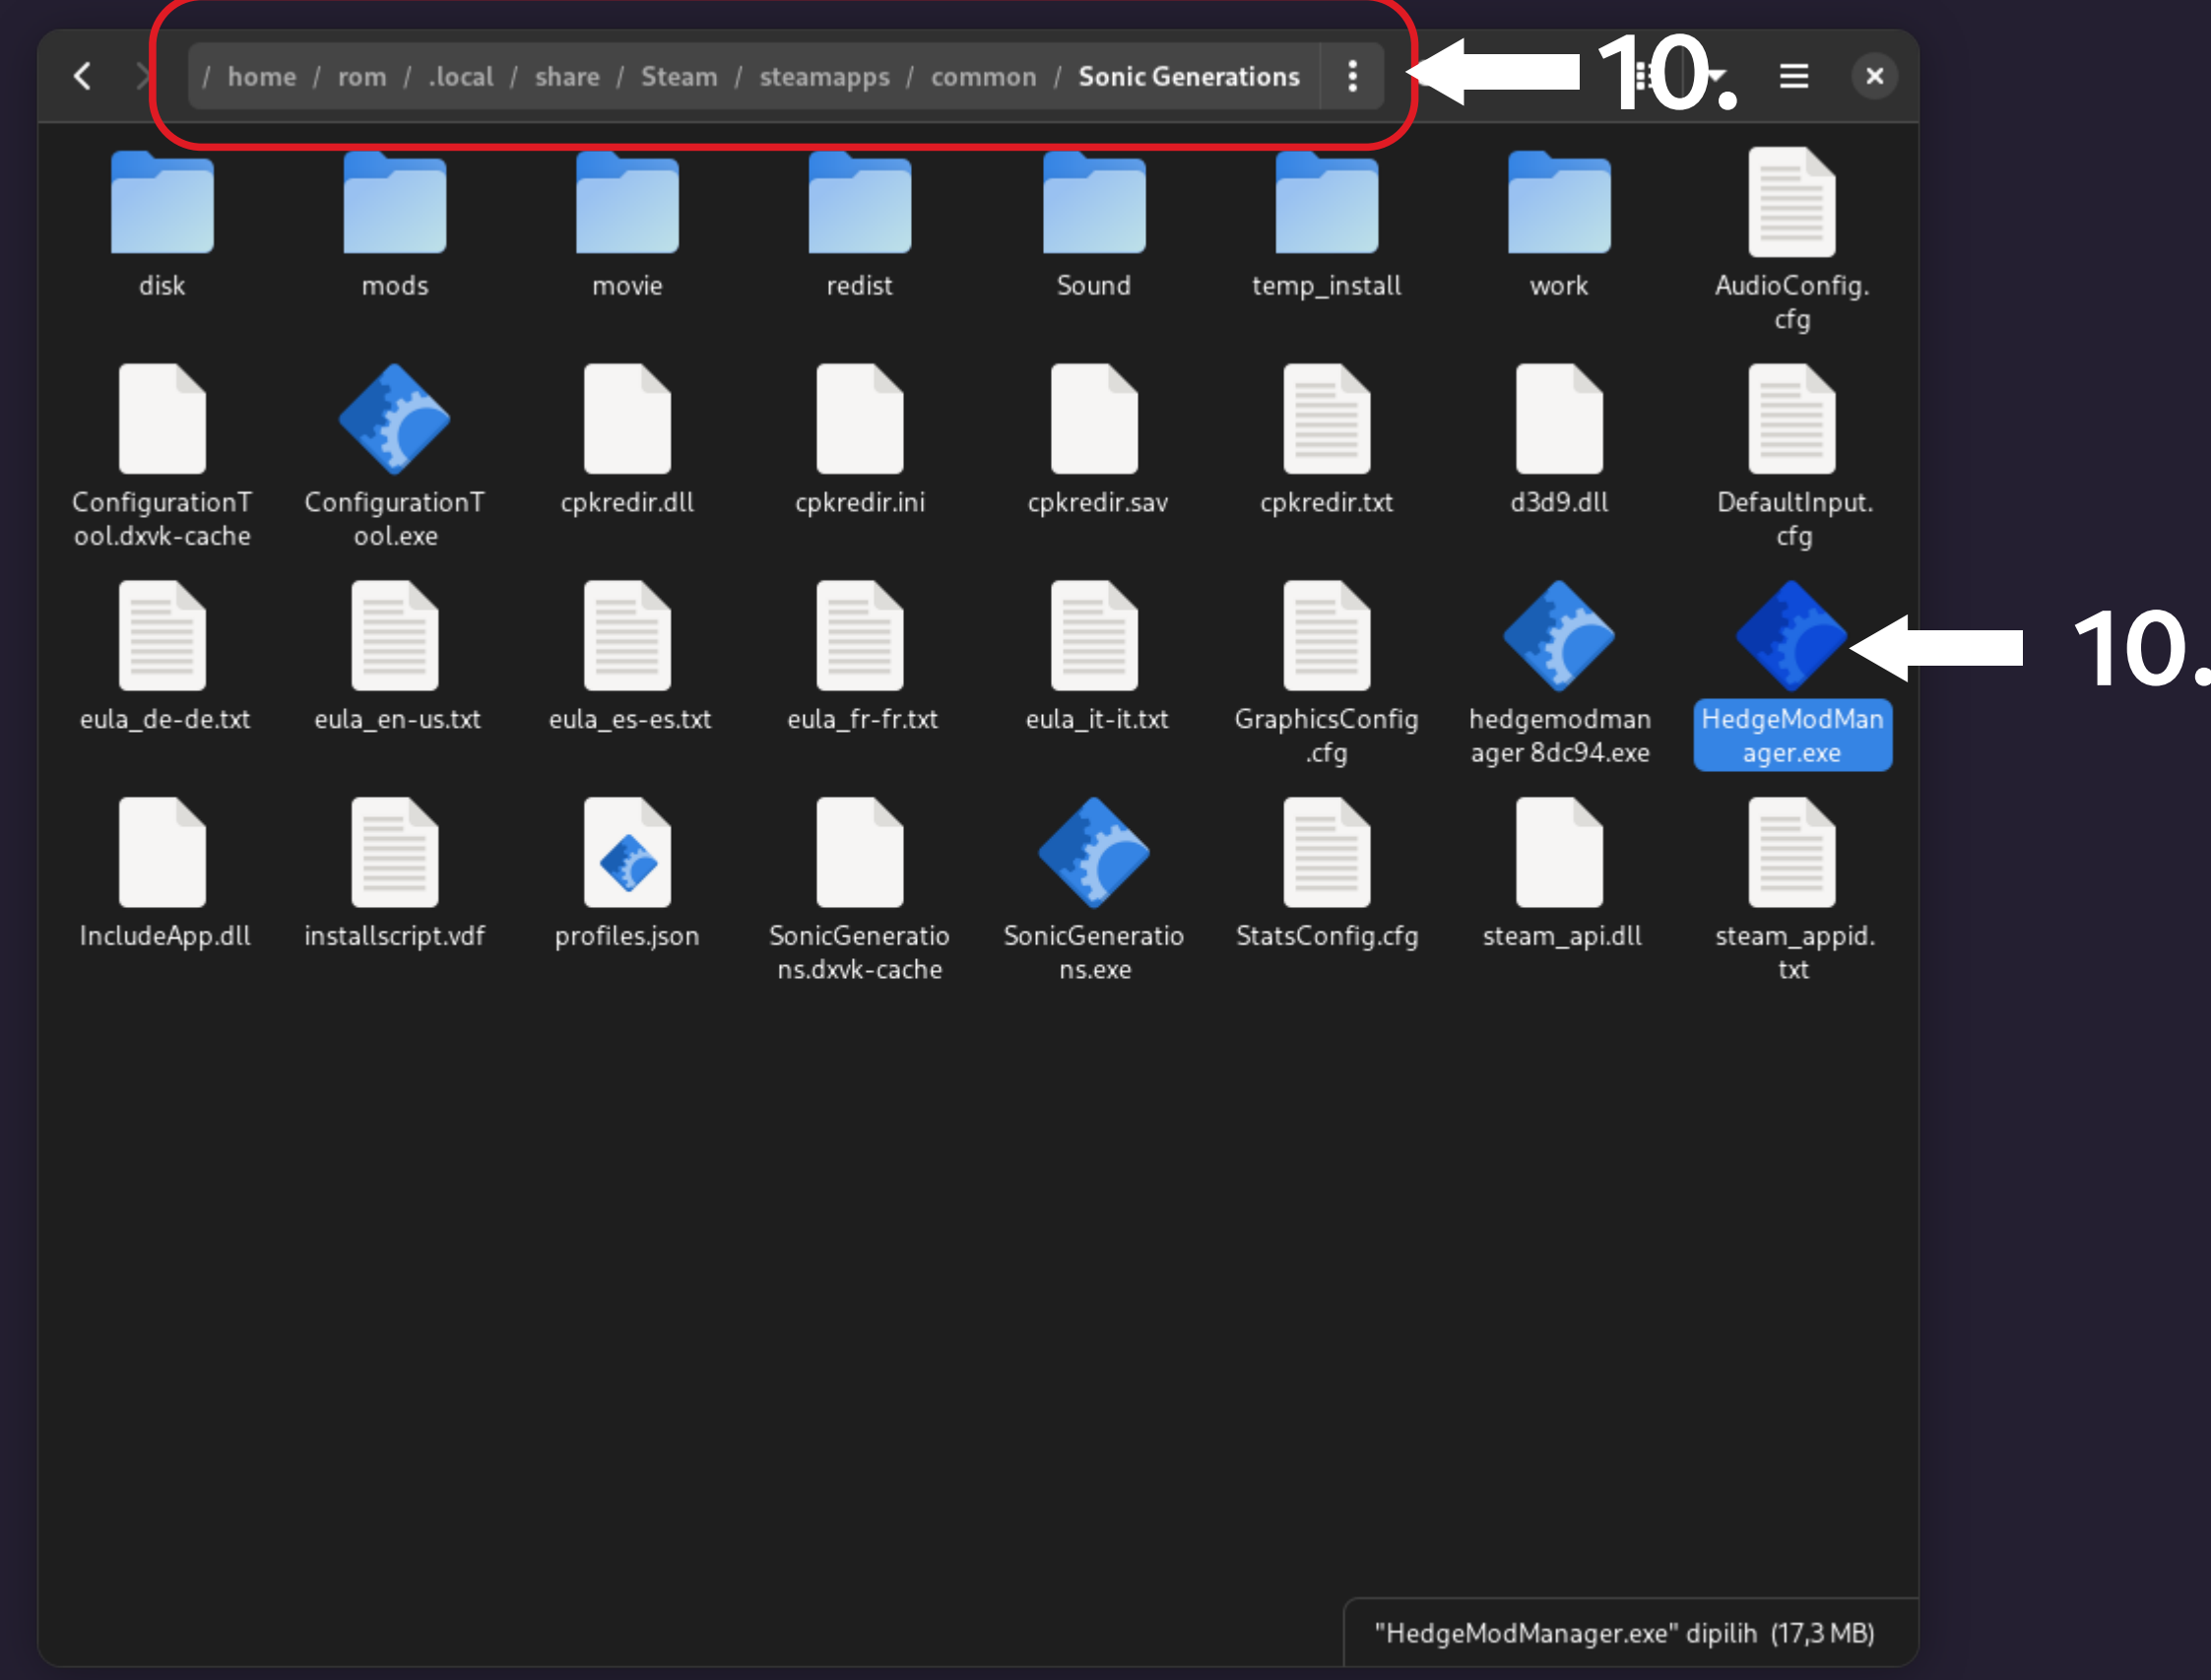 / home / rom / .local / share / Steam / steamapps / common / Sonic Generations
10.
disk
mods
movie
redist
Sound
temp_install
work
AudioConfig.
cfg
ConfigurationT
ool.dxvk-cache
ConfigurationT
ool.exe
cpkredir.dll
cpkredir.ini
cpkredir.sav
cpkredir.txt
d3d9.dll
DefaultInput.
cfg
eula_de-de.txt
eula_en-us.txt
eula_es-es.txt
eula_fr-fr.txt
eula_it-it.txt
GraphicsConfig
.cfg
hedgemodman
ager 8dc94.exe
HedgeModMan
ager.exe
10.
IncludeApp.dll
installscript.vdf
profiles.json
SonicGeneratio
ns.dxvk-cache
SonicGeneratio
ns.exe
StatsConfig.cfg
steam_api.dll
steam_appid.
txt
"HedgeModManager.exe" dipilih (17,3 MB)